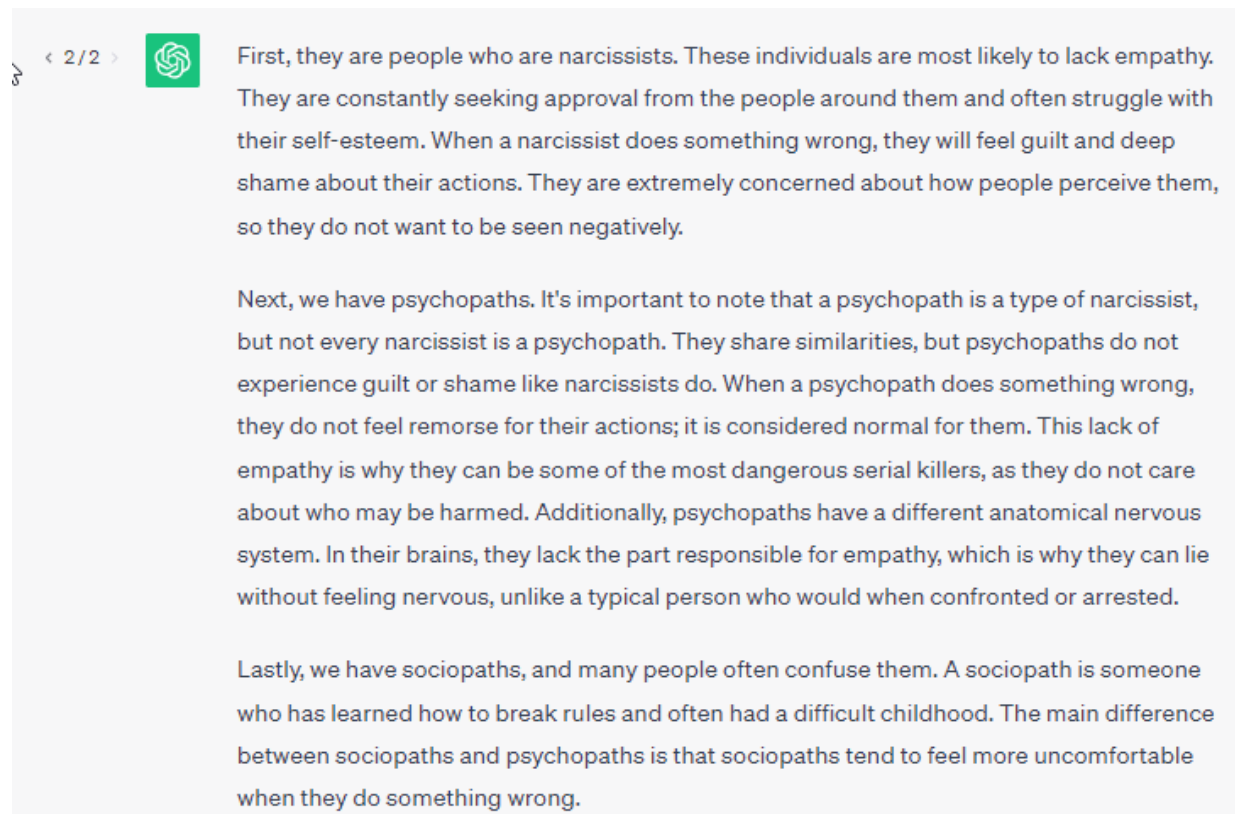 < 2/2 >
First, they are people who are narcissists. These individuals are most likely to lack empathy.
They are constantly seeking approval from the people around them and often struggle with
their self-esteem. When a narcissist does something wrong, they will feel guilt and deep
shame about their actions. They are extremely concerned about how people perceive them,
so they do not want to be seen negatively.
Next, we have psychopaths. It's important to note that a psychopath is a type of narcissist,
but not every narcissist is a psychopath. They share similarities, but psychopaths do not
experience guilt or shame like narcissists do. When a psychopath does something wrong,
they do not feel remorse for their actions; it is considered normal for them. This lack of
empathy is why they can be some of the most dangerous serial killers, as they do not care
about who may be harmed. Additionally, psychopaths have a different anatomical nervous
system. In their brains, they lack the part responsible for empathy, which is why they can lie
without feeling nervous, unlike a typical person who would when confronted or arrested.
Lastly, we have sociopaths, and many people often confuse them. A sociopath is someone
who has learned how to break rules and often had a difficult childhood. The main difference
between sociopaths and psychopaths is that sociopaths tend to feel more uncomfortable
when they do something wrong.